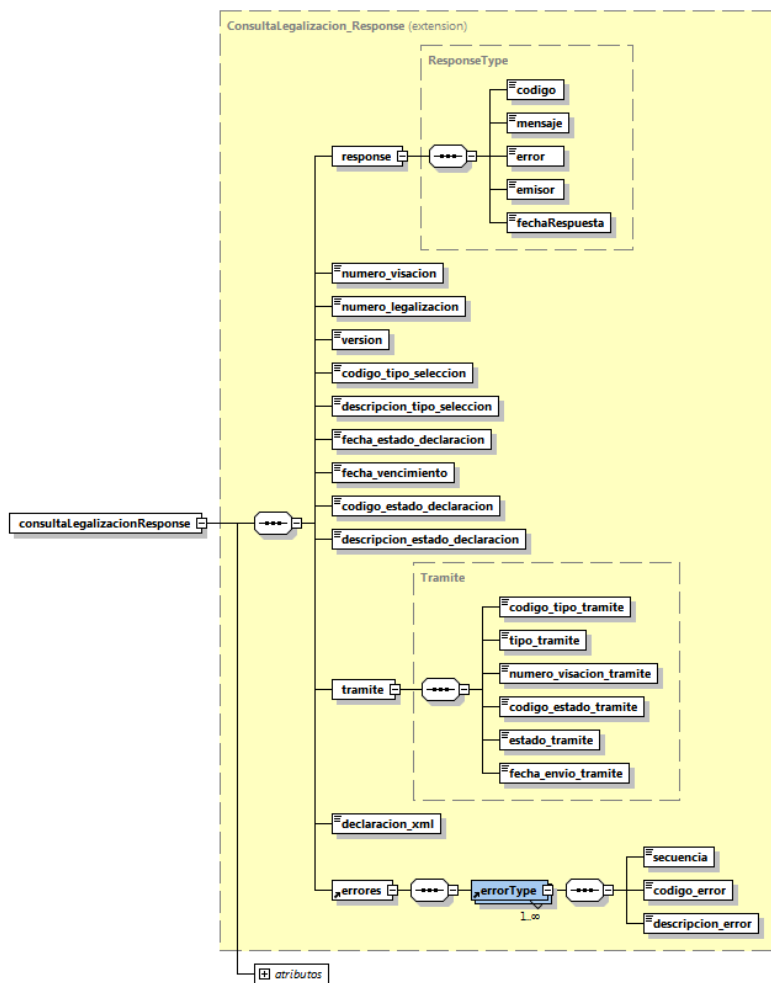 ConsultaLegalizacion_Response (extension)
ResponseType
codigo
mensaje
response
error
emisor
fechaRespuesta
numero_visacion
numero_legalizacion
version
codigo_tipo_seleccion
descripcion_tipo_seleccion
fecha_estado_declaracion
fecha_vencimiento
codigo_estado_declaracion
consultaLegalizacionResponse
descripcion_estado_declaracion
Tramite
codigo_tipo_tramite
tipo_tramite
numero_visacion_tramite
tramite
codigo_estado_tramite
estado_tramite
fecha_envio_tramite
declaracion_xml
secuencia
errores
errorType
codigo_error
1..∞
descripcion_error
atributos